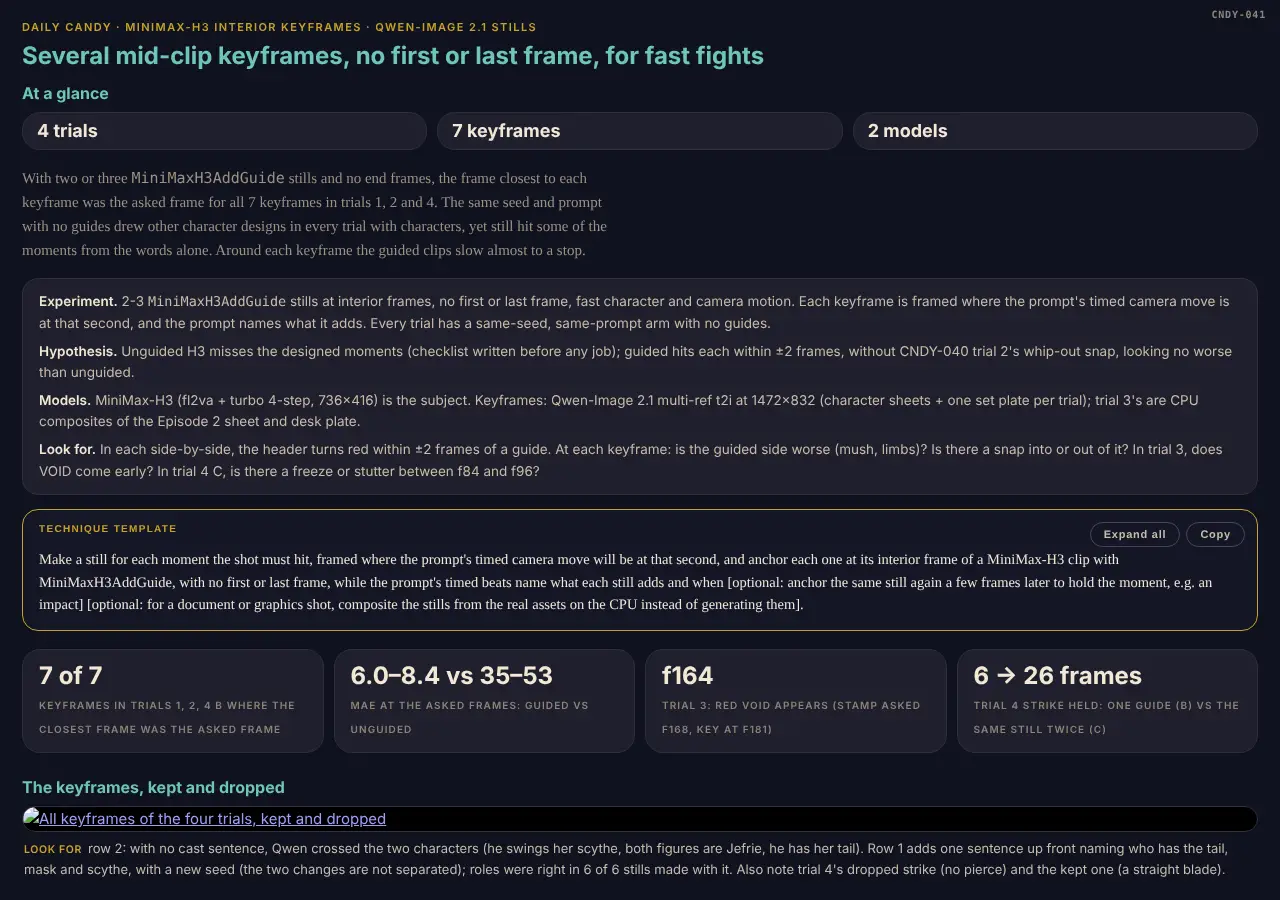 CNDY-041
DAILY CANDY · MINIMAX-H3 INTERIOR KEYFRAMES · QWEN-IMAGE 2.1 STILLS
Several mid-clip keyframes, no first or last frame, for fast fights
At a glance
4 trials
7 keyframes
2 models
With two or three MiniMaxH3AddGuide stills and no end frames, the frame closest to each
keyframe was the asked frame for all 7 keyframes in trials 1, 2 and 4. The same seed and prompt
with no guides drew other character designs in every trial with characters, yet still hit some of the
moments from the words alone. Around each keyframe the guided clips slow almost to a stop.
Experiment. 2-3 MiniMaxH3AddGuide stills at interior frames, no first or last frame, fast character and camera motion. Each keyframe is framed where the prompt's timed camera move is
at that second, and the prompt names what it adds. Every trial has a same-seed, same-prompt arm with no guides.
Hypothesis. Unguided H3 misses the designed moments (checklist written before any job); guided hits each within ±2 frames, without CNDY-040 trial 2's whip-out snap, looking no worse
than unguided.
Models. MiniMax-H3 (fl2va + turbo 4-step, 736×416) is the subject. Keyframes: Qwen-Image 2.1 multi-ref t2i at 1472×832 (character sheets + one set plate per trial); trial 3's are CPU
composites of the Episode 2 sheet and desk plate.
Look for. In each side-by-side, the header turns red within ±2 frames of a guide. At each keyframe: is the guided side worse (mush, limbs)? Is there a snap into or out of it? In trial 3, does
VOID come early? In trial 4 C, is there a freeze or stutter between f84 and f96?
TECHNIQUE TEMPLATE
Expand all
Copy
Make a still for each moment the shot must hit, framed where the prompt's timed camera move will be at that second, and anchor each one at its interior frame of a MiniMax-H3 clip with
MiniMaxH3AddGuide, with no first or last frame, while the prompt's timed beats name what each still adds and when [optional: anchor the same still again a few frames later to hold the moment, e.g. an
impact] [optional: for a document or graphics shot, composite the stills from the real assets on the CPU instead of generating them].
7 of 7
KEYFRAMES IN TRIALS 1, 2, 4 B WHERE THE
CLOSEST FRAME WAS THE ASKED FRAME
6.0–8.4 vs 35–53
MAE AT THE ASKED FRAMES: GUIDED VS
UNGUIDED
f164
TRIAL 3: RED VOID APPEARS (STAMP ASKED
F168, KEY AT F181)
6 → 26 frames
TRIAL 4 STRIKE HELD: ONE GUIDE (B) VS THE
SAME STILL TWICE (C)
The keyframes, kept and dropped
All keyframes of the four trials, kept and dropped
LOOK FOR row 2: with no cast sentence, Qwen crossed the two characters (he swings her scythe, both figures are Jefrie, he has her tail). Row 1 adds one sentence up front naming who has the tail,
mask and scythe, with a new seed (the two changes are not separated); roles were right in 6 of 6 stills made with it. Also note trial 4's dropped strike (no pierce) and the kept one (a straight blade).